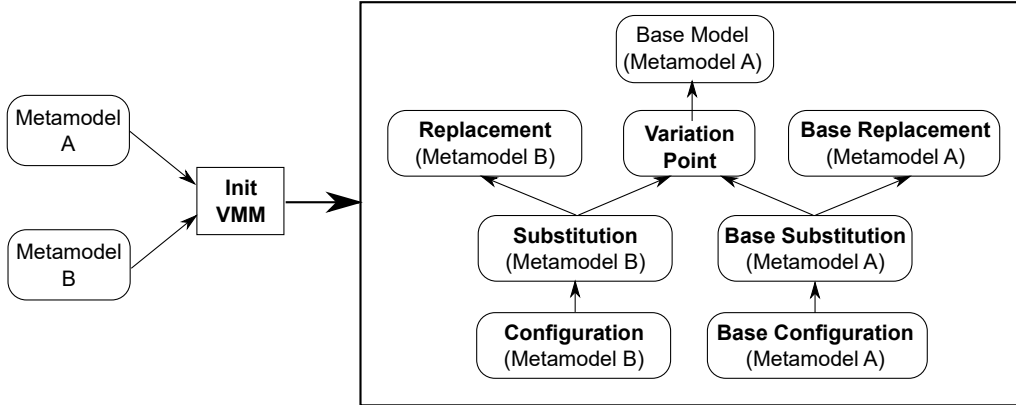 Metamodel
A
Metamodel
B
Init
VMM
Base Model
(Metamodel A)
Replacement
(Metamodel B)
Variation
Point
Base Replacement
(Metamodel A)
Substitution
(Metamodel B)
Base Substitution
(Metamodel A)
Configuration
(Metamodel B)
Base Configuration
(Metamodel A)